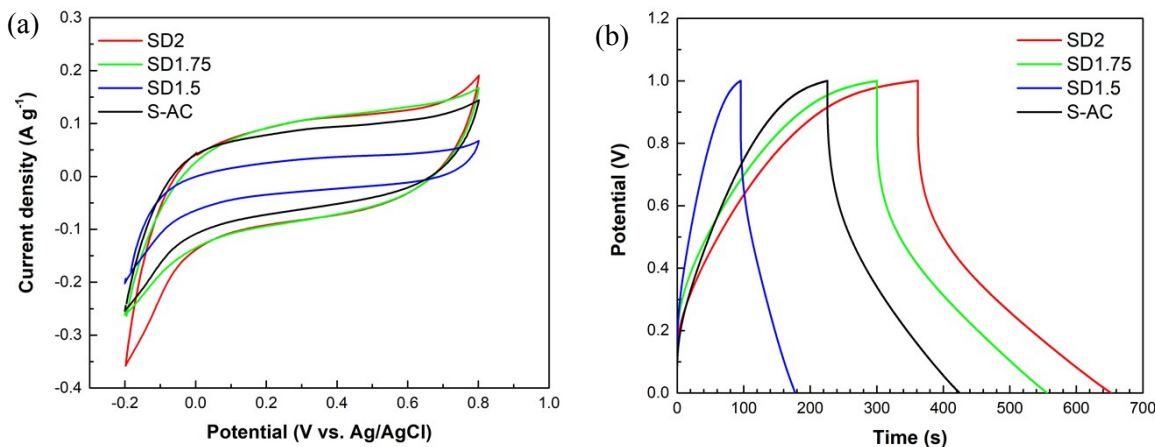 (a)
0.3
0.2
0.1
0.0
-0.1
-0.2
-0.3
-0.4
Current density (A g-1)
SD2
SD1.75
SD1.5
S-AC
-0.2 0.0 0.2 0.4 0.6 0.8 1.0
Potential (V vs. Ag/AgCl)
(b)
1.2
1.0
0.8
0.6
0.4
0.2
0.0
Potential (V)
SD2
SD1.75
SD1.5
S-AC
0 100 200 300 400 500 600 700
Time (s)